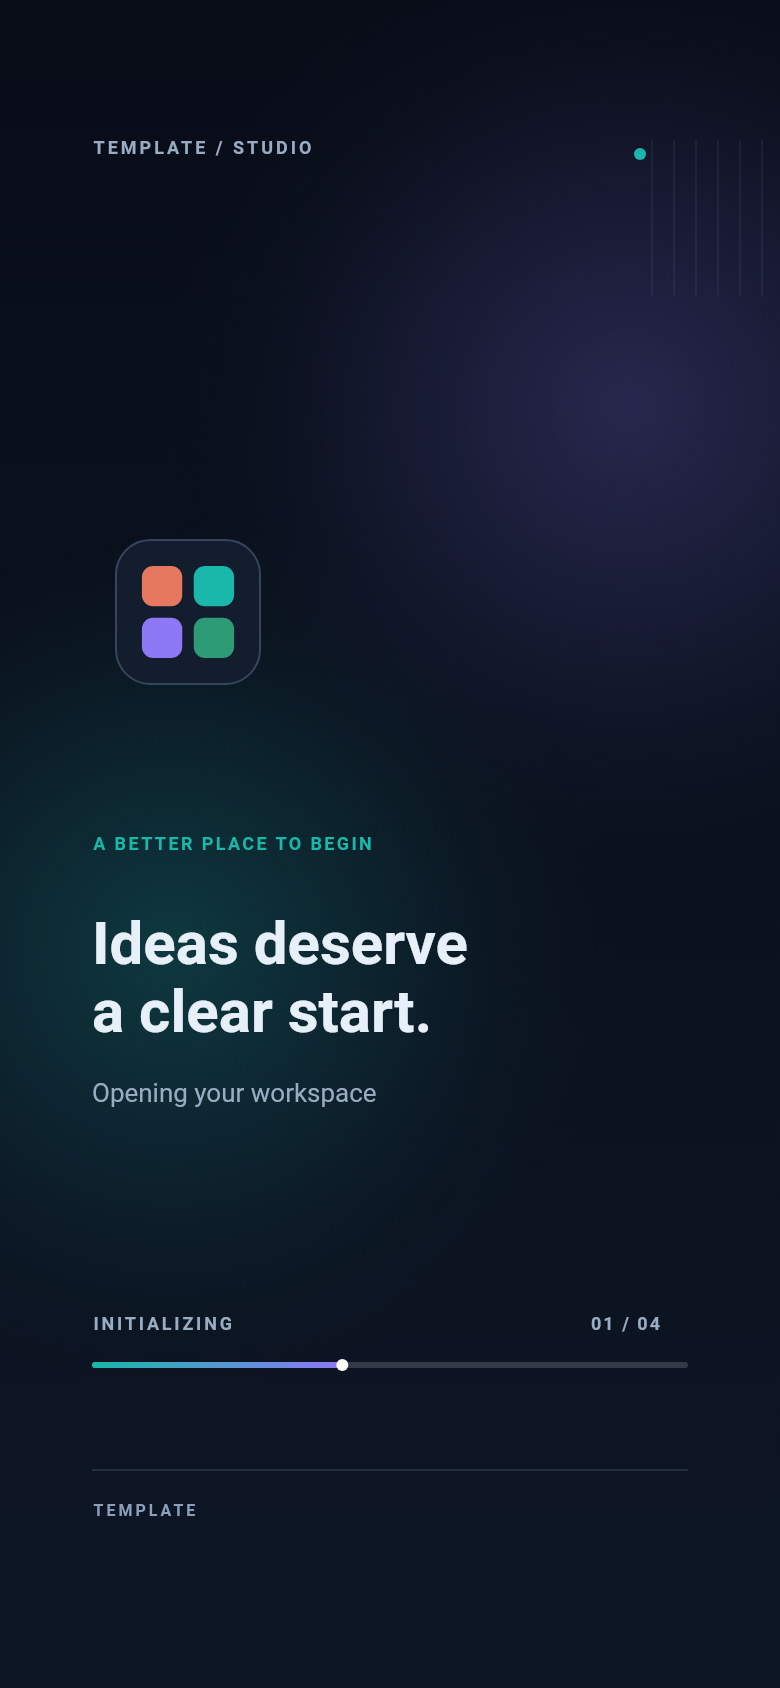 TEMPLATE / STUDIO
A BETTER PLACE TO BEGIN
Ideas deserve
a clear start.
Opening your workspace
INITIALIZING 01 / 04
TEMPLATE